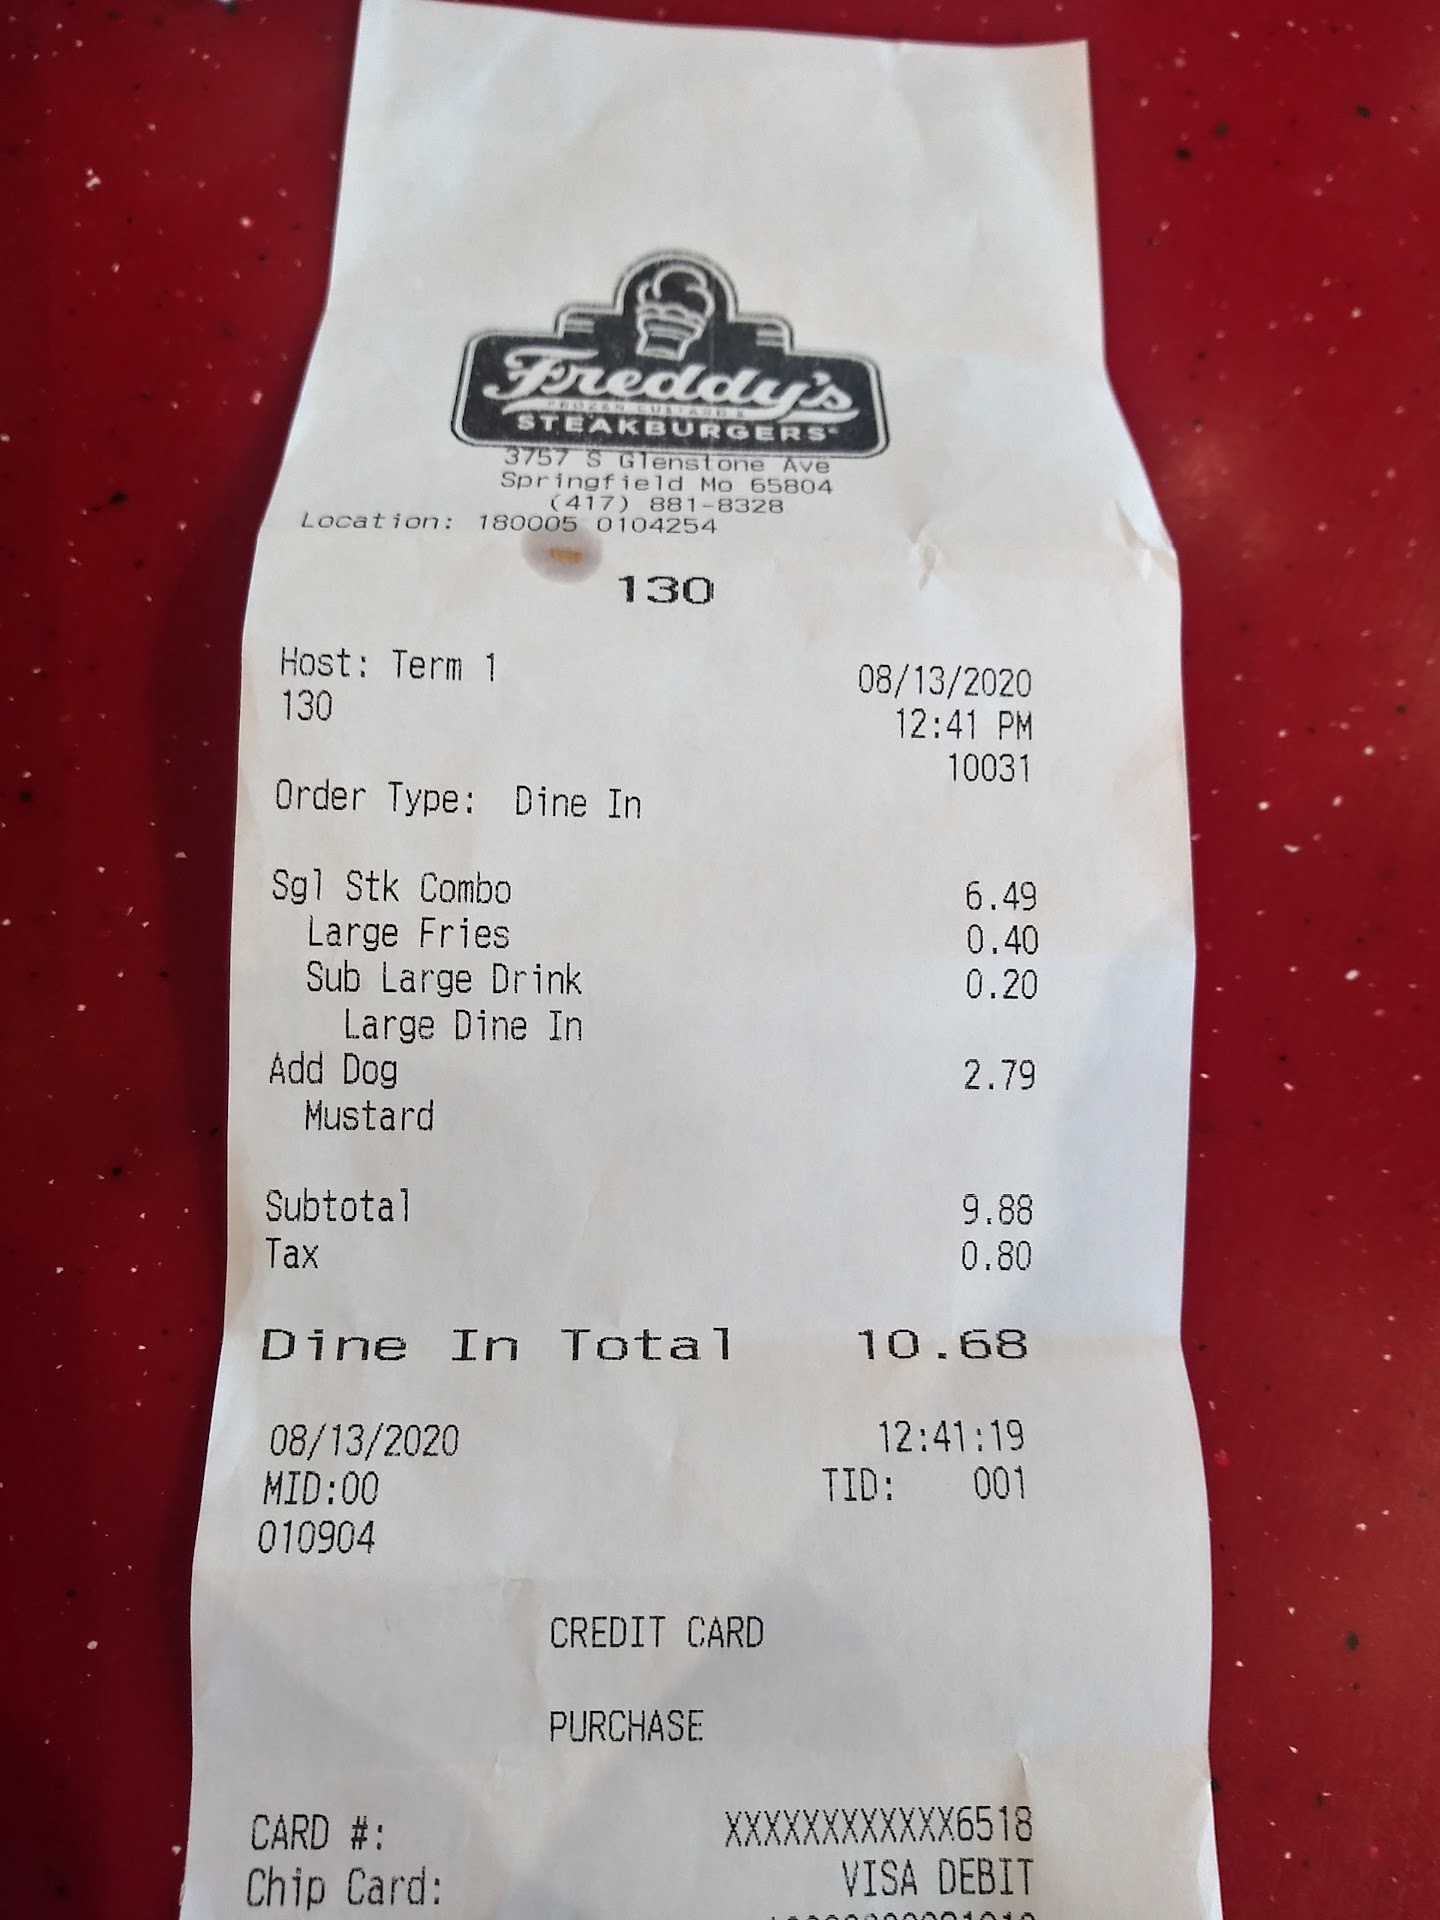 Freddy's
FROZEN CUSTARD &
STEAKBURGERS
3757 S Glenstone Ave
Springfield Mo 65804
(417) 881-8328
Location: 180005 0104254
130
Host: Term 1 08/13/2020
130 12:41 PM
10031
Order Type: Dine In
Sgl Stk Combo 6.49
Large Fries 0.40
Sub Large Drink 0.20
Large Dine In
Add Dog 2.79
Mustard
Subtotal 9.88
Tax 0.80
Dine In Total 10.68
08/13/2020 12:41:19
MID:00 TID: 001
010904
CREDIT CARD
PURCHASE
CARD #: XXXXXXXXXXXX6518
Chip Card: VISA DEBIT